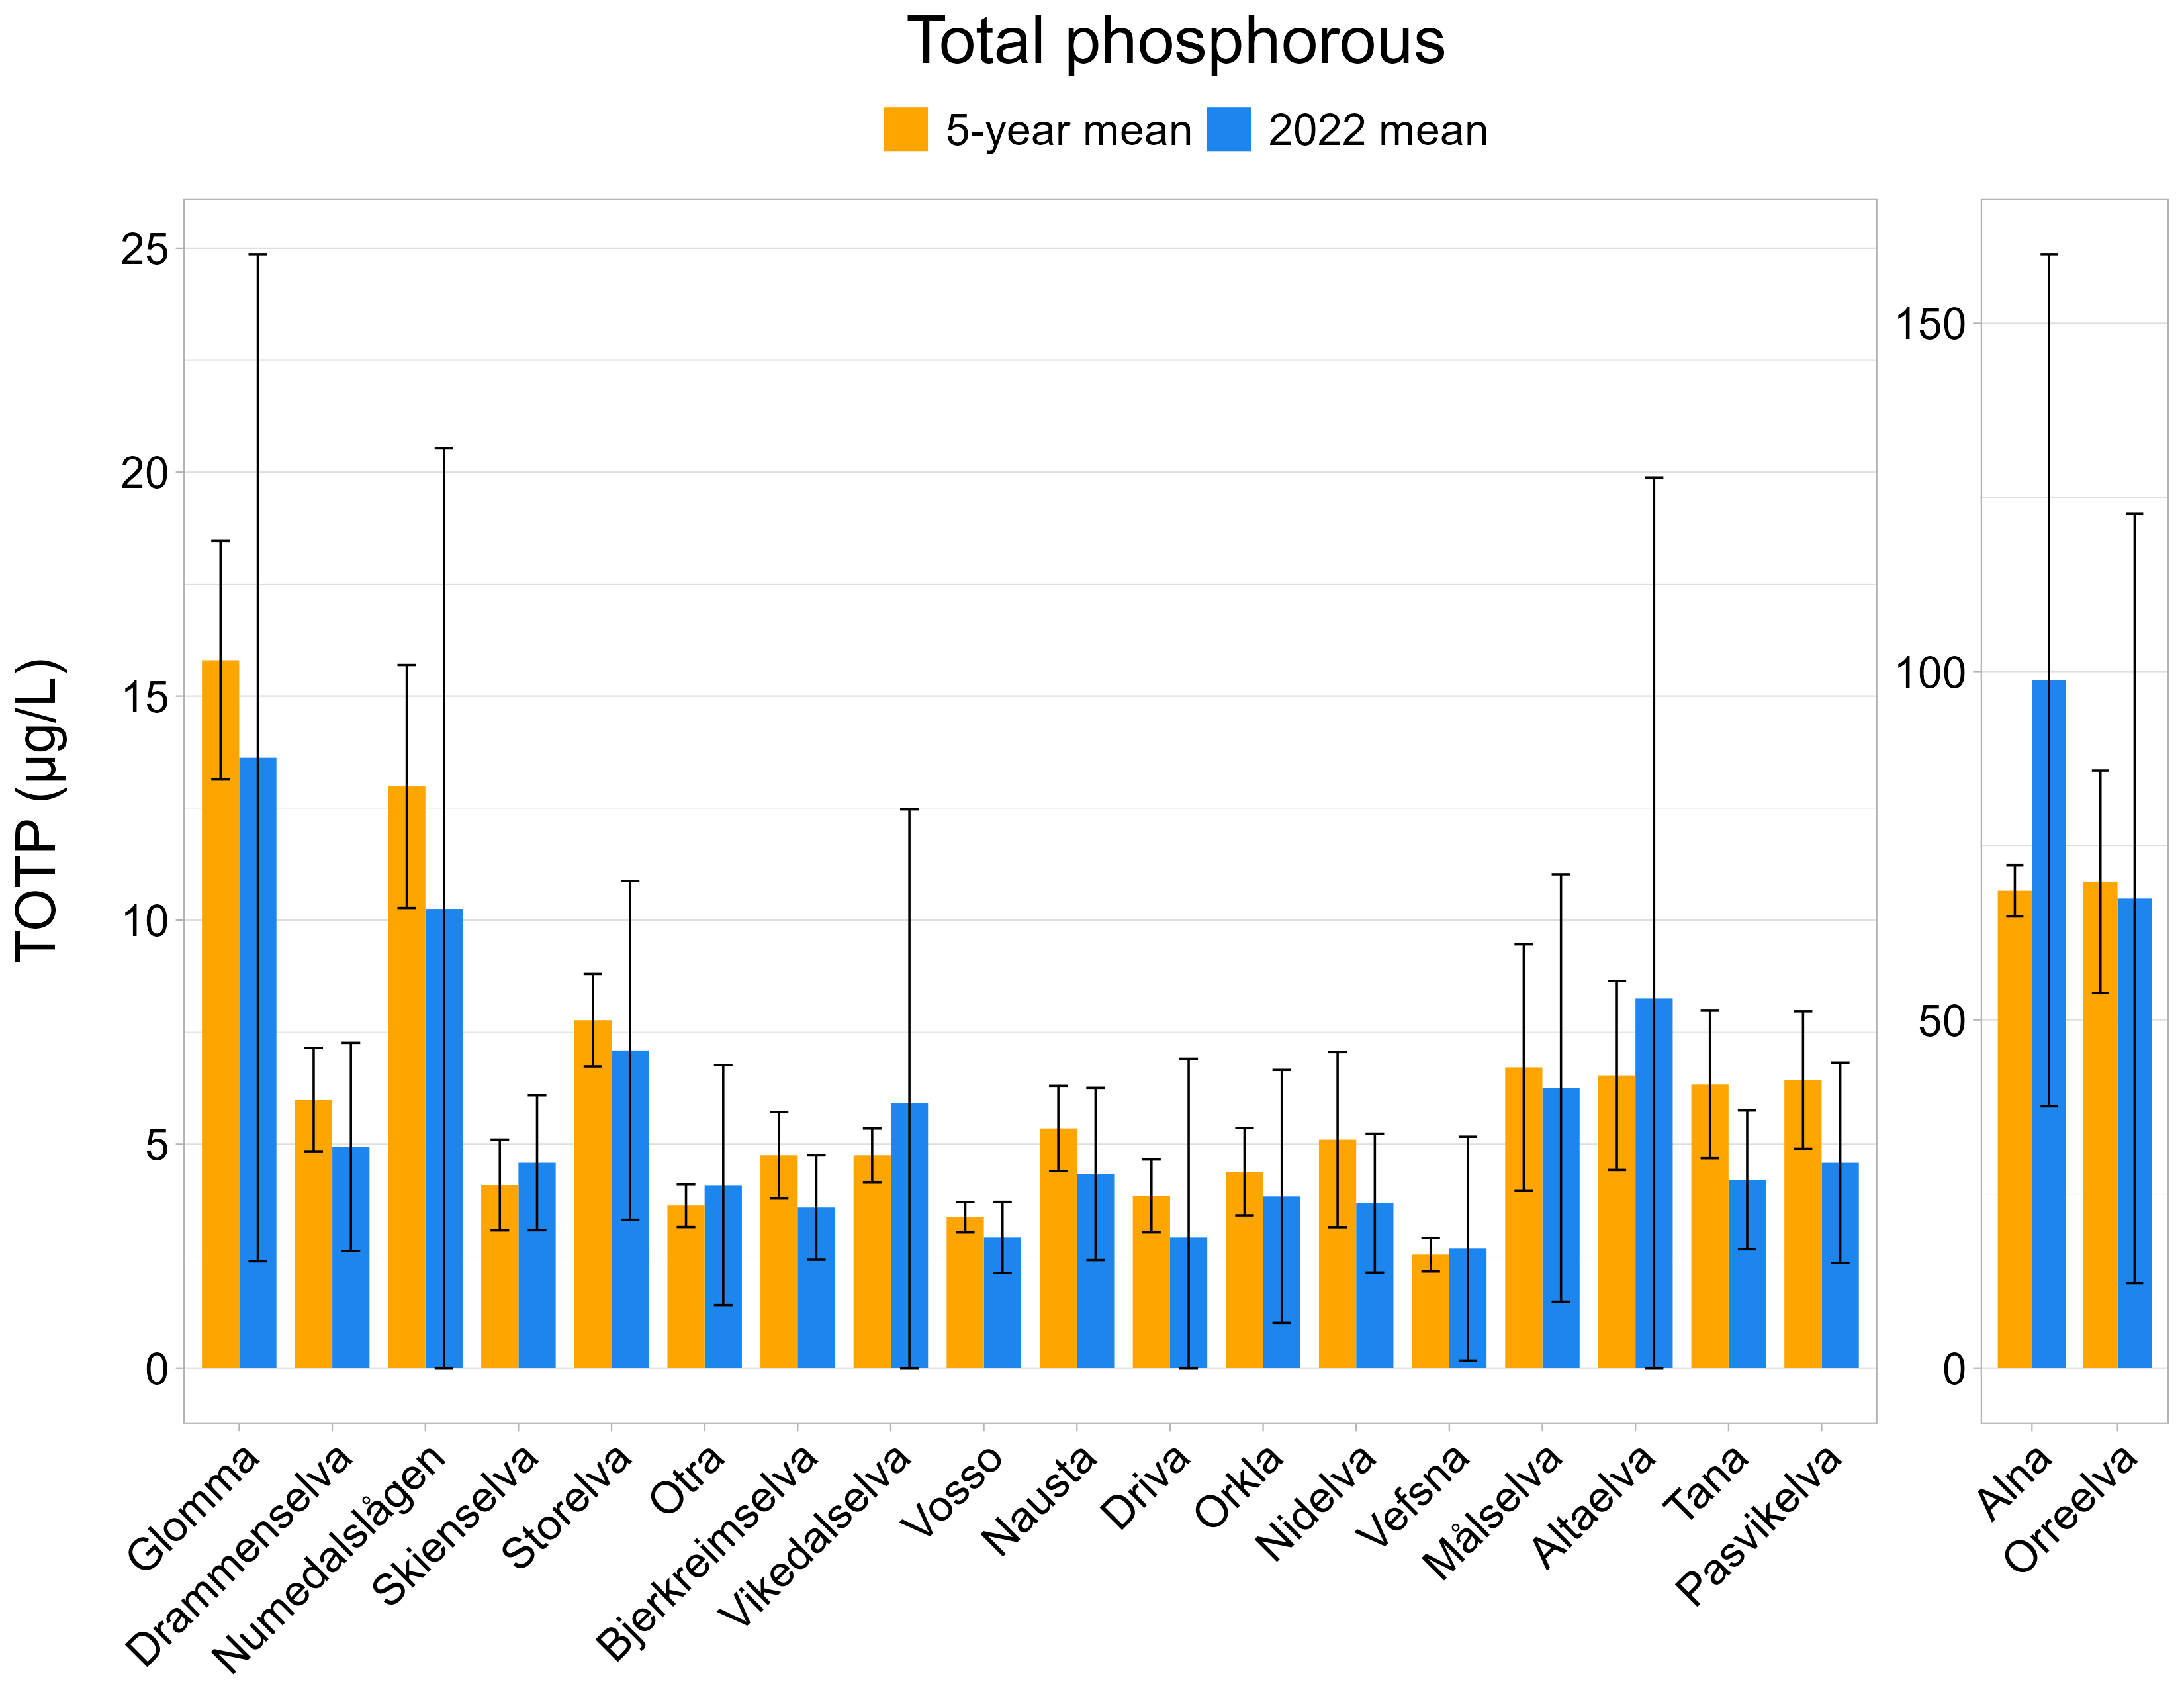 Total phosphorous
5-year mean 2022 mean
TOTP (µg/L)
25
20
15
10
5
0
150
100
50
0
Glomma
Drammenselva
Numedalslågen
Skienselva
Storelva
Otra
Bjerkreimselva
Vikedalselva
Vosso
Nausta
Driva
Orkla
Nidelva
Vefsna
Målselva
Altaelva
Tana
Pasvikelva
Alna
Orreelva